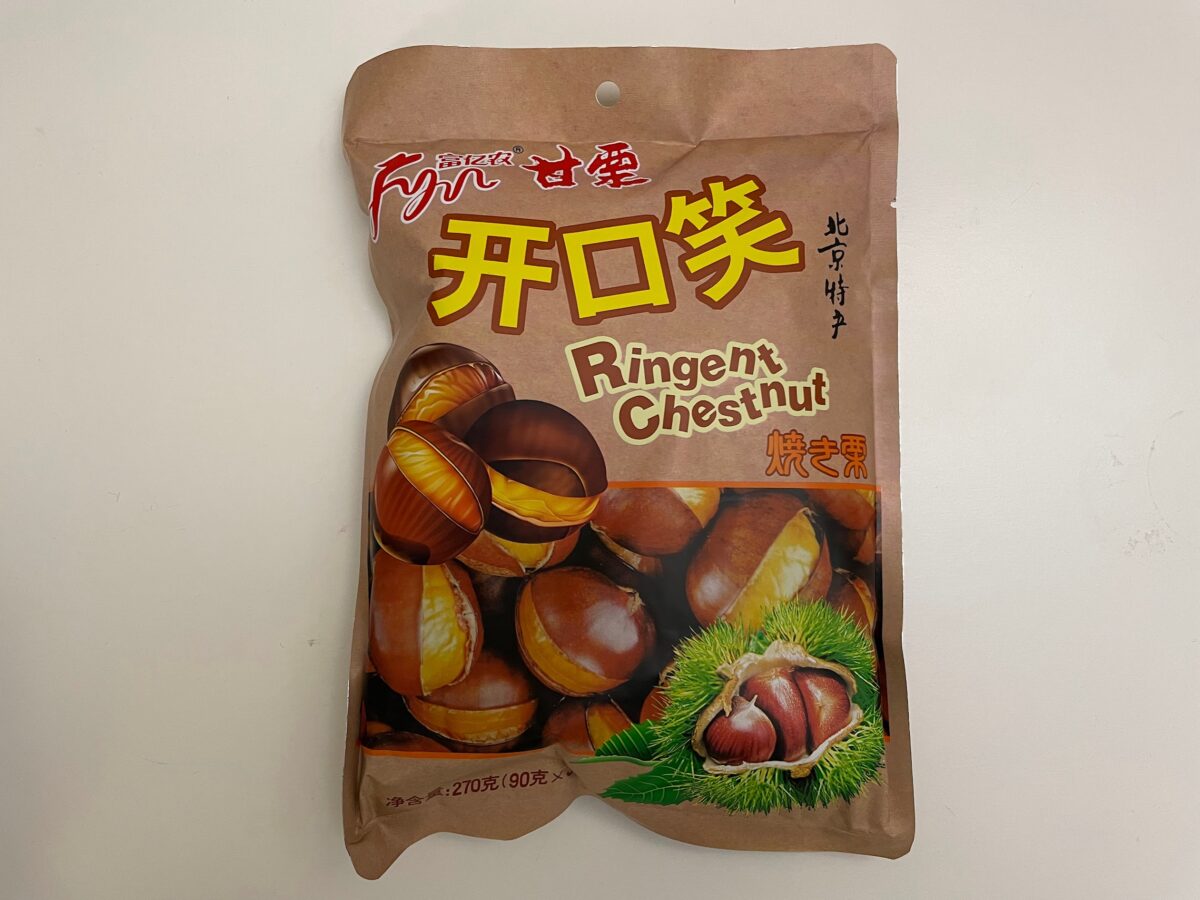 Fynn 富亿农® 甘栗
开口笑
北京特产
Ringent
Chestnut
焼き栗
净含量:270克(90克×